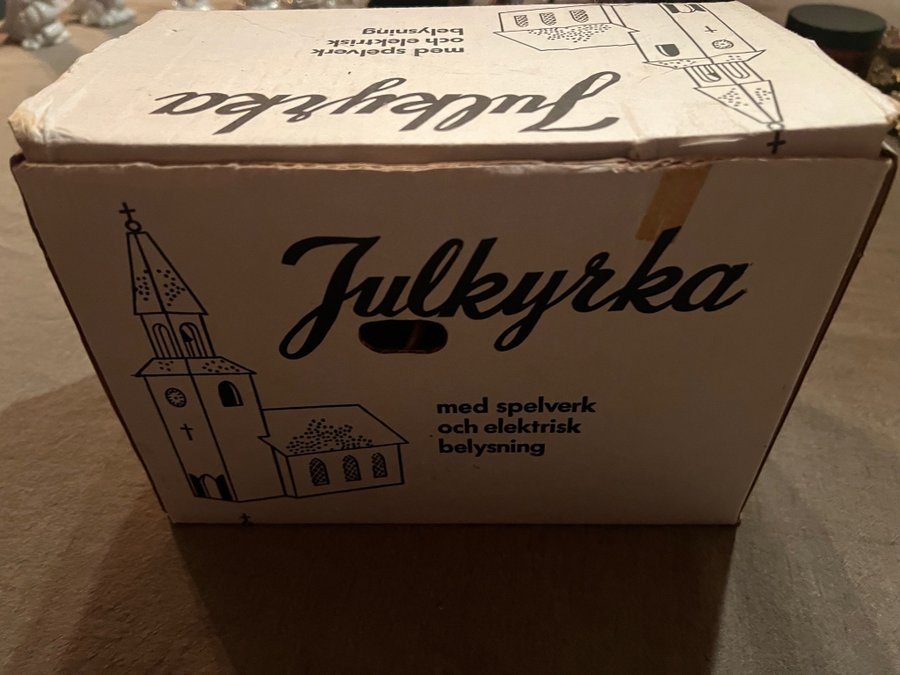 med spelverk
och elektrisk
belysning
Julkyrka
Julkyrka
med spelverk
och elektrisk
belysning